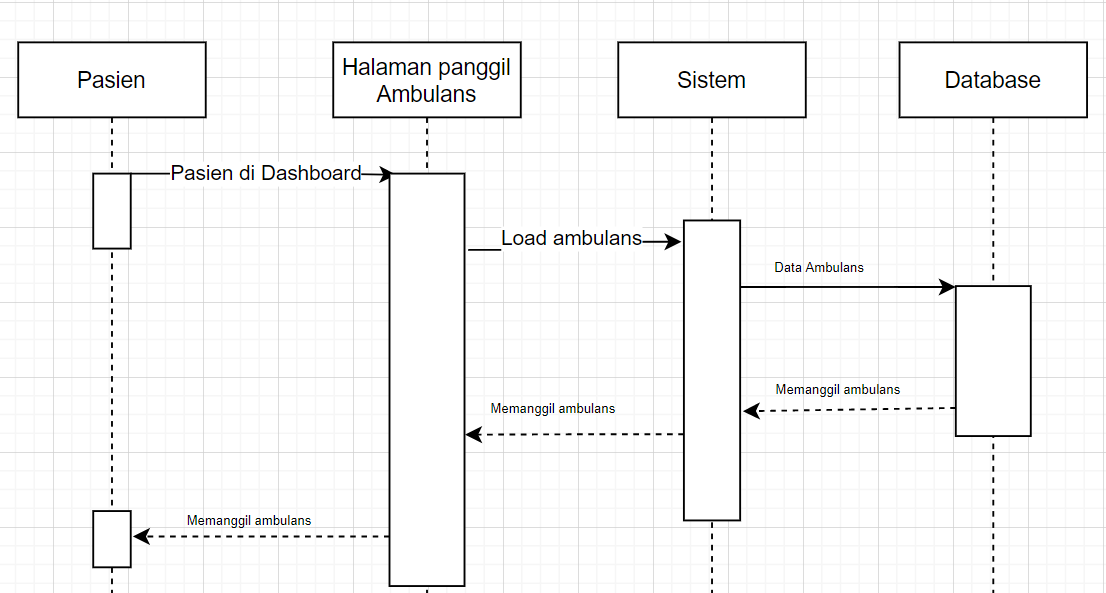 Pasien
Halaman panggil
Ambulans
Sistem
Database
Pasien di Dashboard
Load ambulans
Data Ambulans
Memanggil ambulans
Memanggil ambulans
Memanggil ambulans